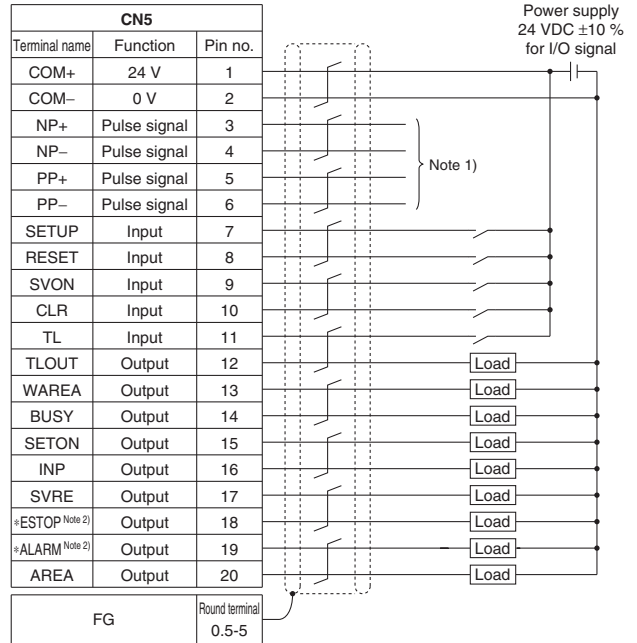 Power supply
24 VDC ±10 %
for I/O signal
CN5
Terminal name Function Pin no.
COM+ 24 V 1
COM− 0 V 2
NP+ Pulse signal 3
NP− Pulse signal 4
PP+ Pulse signal 5
PP− Pulse signal 6
Note 1)
SETUP Input 7
RESET Input 8
SVON Input 9
CLR Input 10
TL Input 11
TLOUT Output 12 Load
WAREA Output 13 Load
BUSY Output 14 Load
SETON Output 15 Load
INP Output 16 Load
SVRE Output 17 Load
*ESTOP Note 2) Output 18 Load
*ALARM Note 2) Output 19 Load
AREA Output 20 Load
FG Round terminal
0.5-5